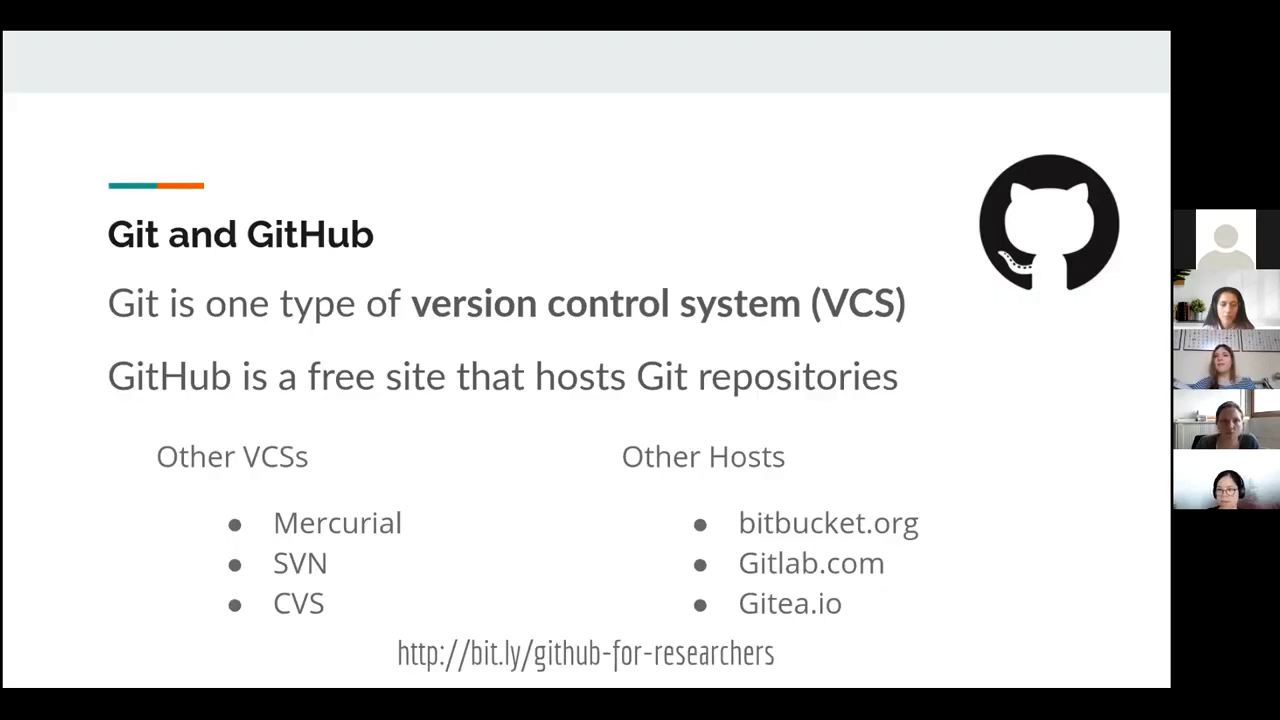 Git and GitHub
Git is one type of version control system (VCS)
GitHub is a free site that hosts Git repositories
Other VCSs
Mercurial
SVN
CVS
Other Hosts
bitbucket.org
Gitlab.com
Gitea.io
http://bit.ly/github-for-researchers